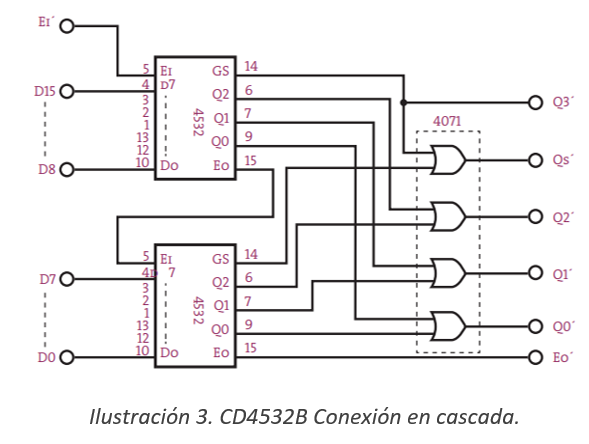 EI´
5 EI GS 14 
D15 4 D7
3 Q2 6
2 4071
1 4532 Q1 7
13
12 Q0 9
D8 10 D0 EO 15
Q3´
Qs´
Q2´
5 EI GS 14
D7 4D 7
3 Q2 6
2
1 4532 Q1 7
13
12 Q0 9
D0 10 D0 EO 15
Q1´
Q0´
EO´
Ilustración 3. CD4532B Conexión en cascada.